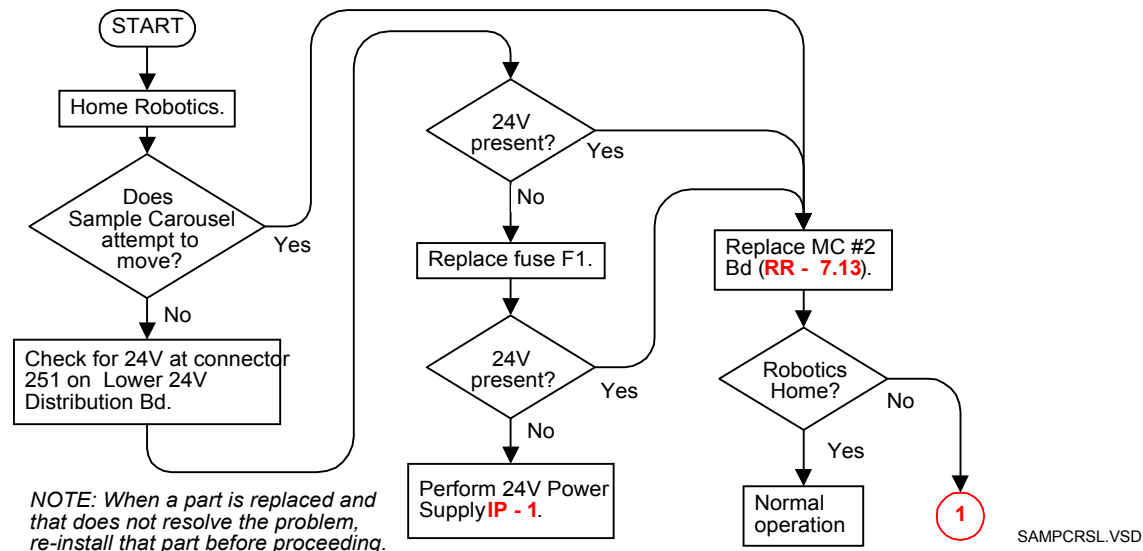 START
Home Robotics.
Does
Sample Carousel
attempt to
move?
Yes
No
Check for 24V at connector
251 on Lower 24V
Distribution Bd.
NOTE: When a part is replaced and
that does not resolve the problem,
re-install that part before proceeding.
24V
present?
Yes
No
Replace fuse F1.
24V
present?
Yes
No
Perform 24V Power
Supply IP - 1.
Replace MC #2
Bd (RR - 7.13).
Robotics
Home?
No
Yes
Normal
operation
1
SAMPCRSL.VSD